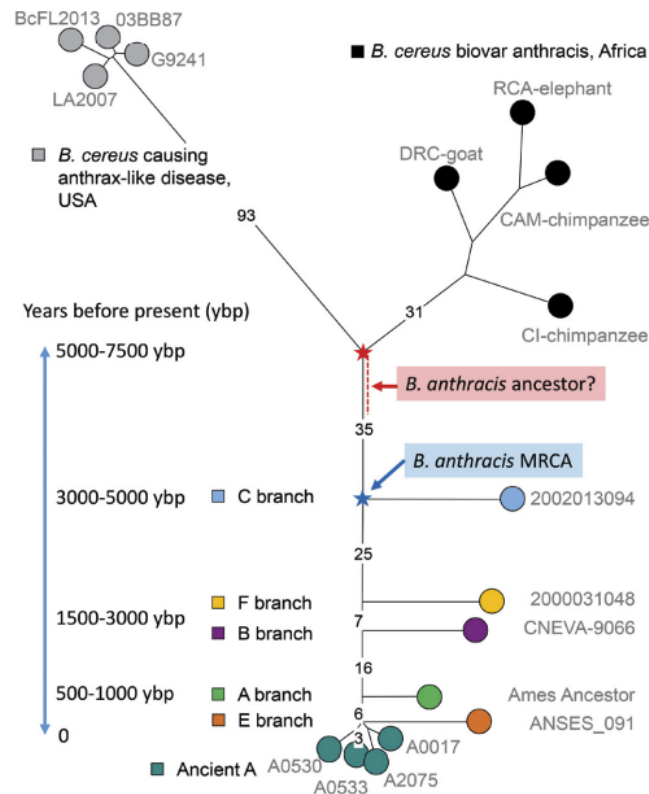 BcFL2013
03BB87
G9241
LA2007
B. cereus biovar anthracis, Africa
RCA-elephant
DRC-goat
CAM-chimpanzee
CI-chimpanzee
B. cereus causing
anthrax-like disease,
USA
93
31
Years before present (ybp)
5000-7500 ybp
B. anthracis ancestor?
35
B. anthracis MRCA
3000-5000 ybp
C branch
2002013094
25
F branch
2000031048
1500-3000 ybp
7
B branch
CNEVA-9066
16
500-1000 ybp
A branch
Ames Ancestor
6
E branch
ANSES_091
0
3
A0017
A0530
Ancient A
A0533
A2075